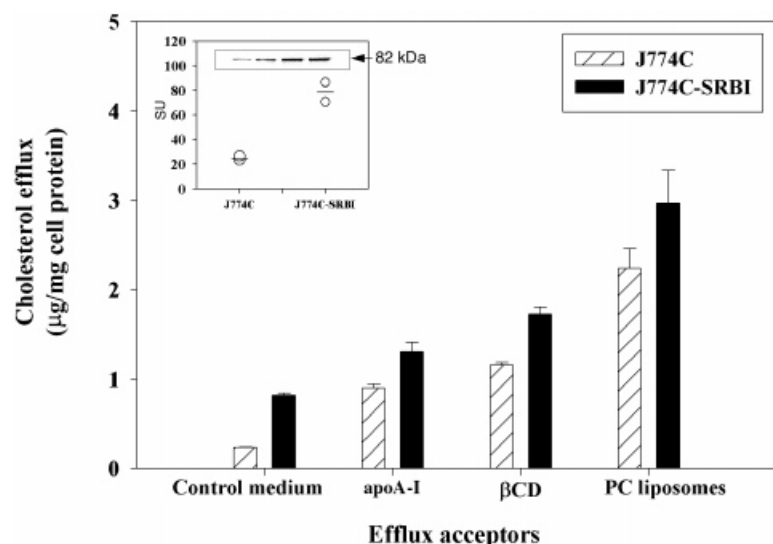 5
4
3
2
1
0
Cholesterol efflux
(μg/mg cell protein)
120
100
80
60
40
20
0
SU
82 kDa
J774C
J774C-SRBI
J774C
J774C-SRBI
Control medium
apoA-I
βCD
PC liposomes
Efflux acceptors